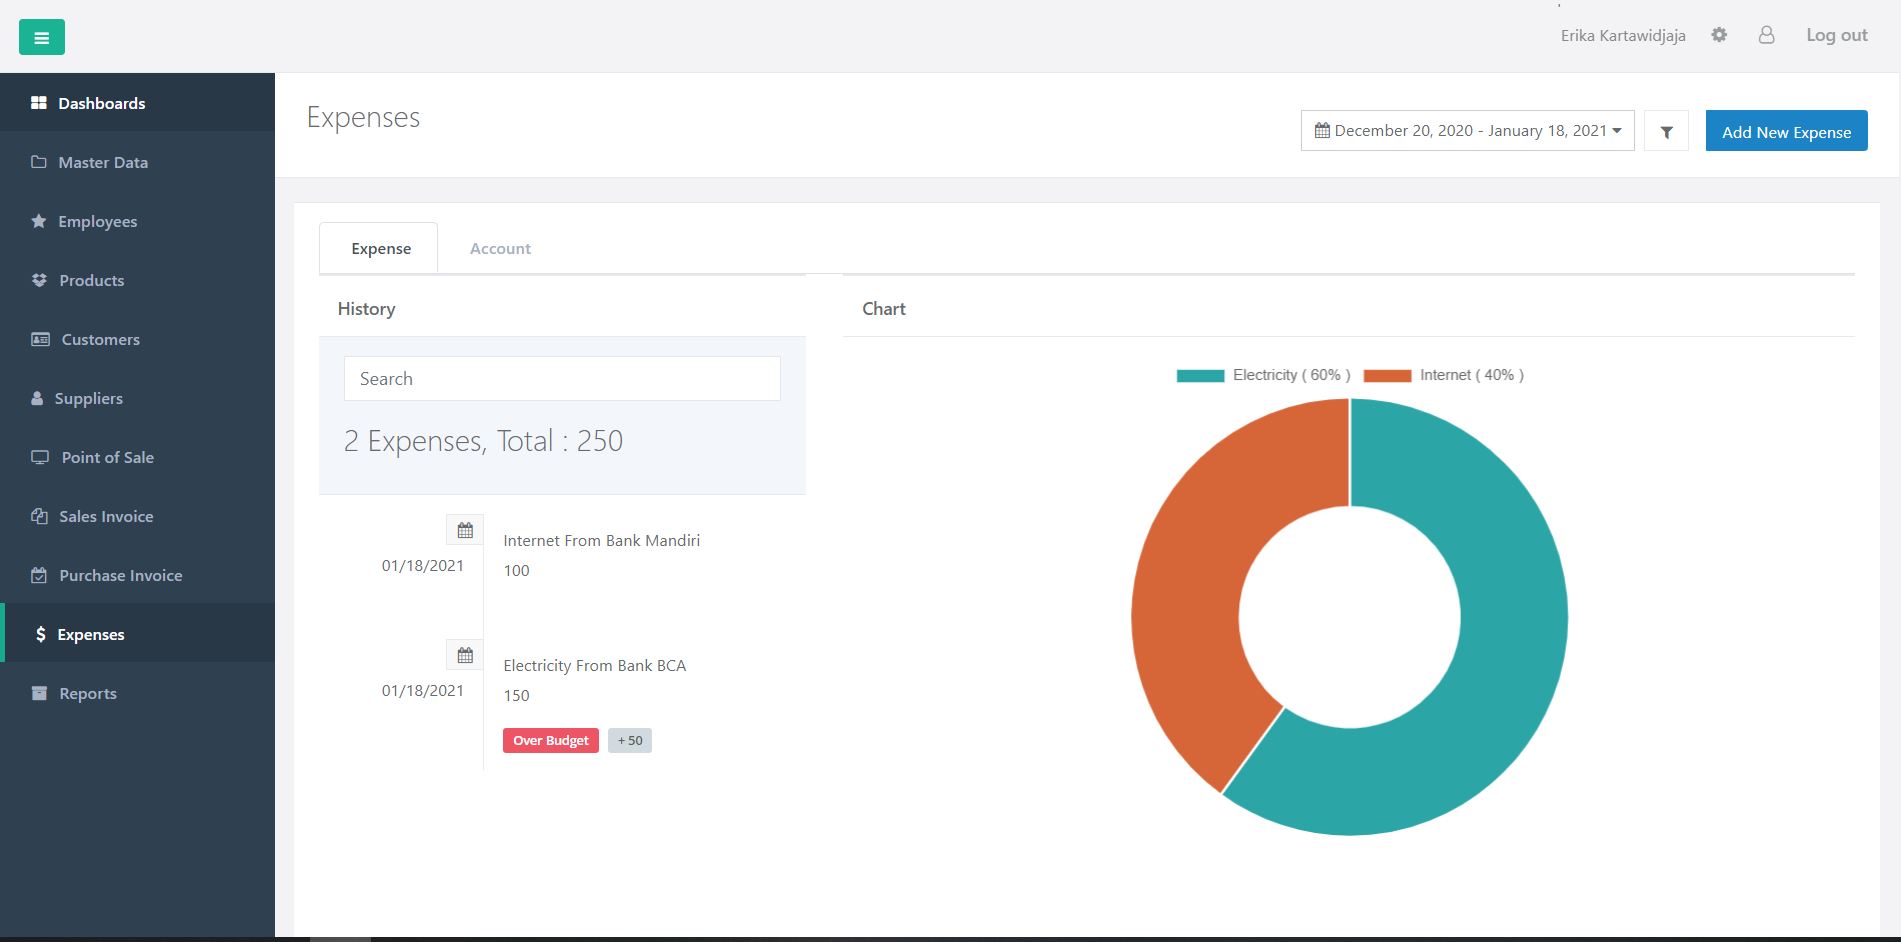 Erika Kartawidjaja
Log out
Dashboards
Master Data
Employees
Products
Customers
Suppliers
Point of Sale
Sales Invoice
Purchase Invoice
$ Expenses
Reports
Expenses
December 20, 2020 - January 18, 2021
Add New Expense
Expense
Account
History
Search
2 Expenses, Total : 250
01/18/2021
Internet From Bank Mandiri
100
01/18/2021
Electricity From Bank BCA
150
Over Budget
+ 50
Chart
Electricity ( 60% )
Internet ( 40% )